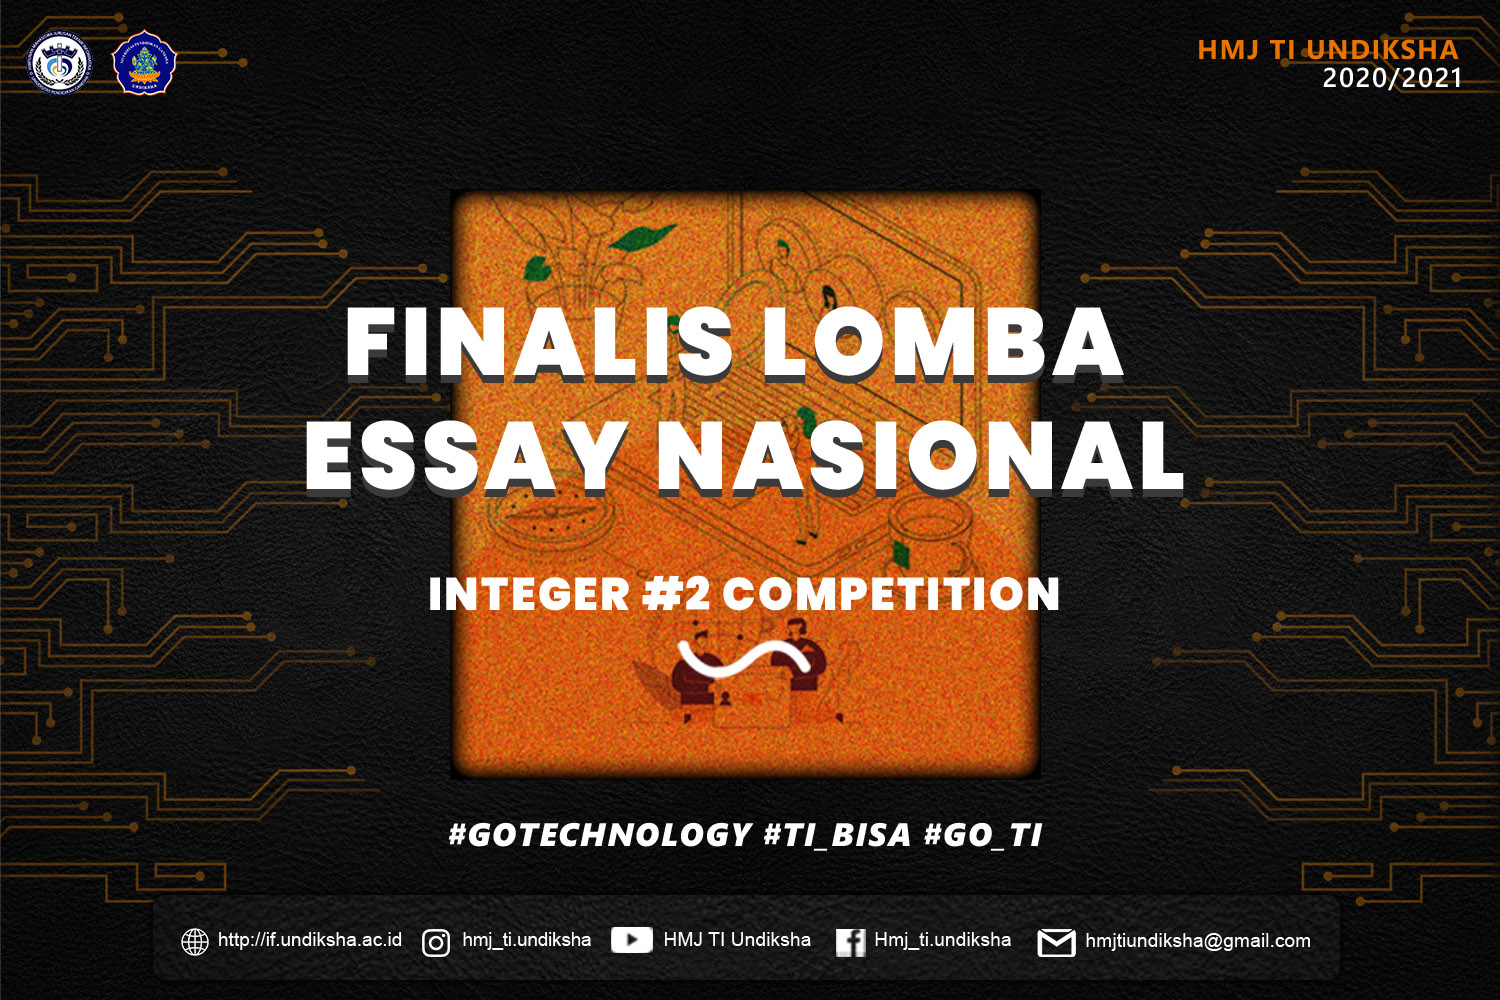 HMJ TI UNDIKSHA
2020/2021
FINALIS LOMBA
ESSAY NASIONAL
INTEGER #2 COMPETITION
#GOTECHNOLOGY #TI_BISA #GO_TI
http://if.undiksha.ac.id hmj_ti.undiksha HMJ TI Undiksha Hmj_ti.undiksha hmjtiundiksha@gmail.com